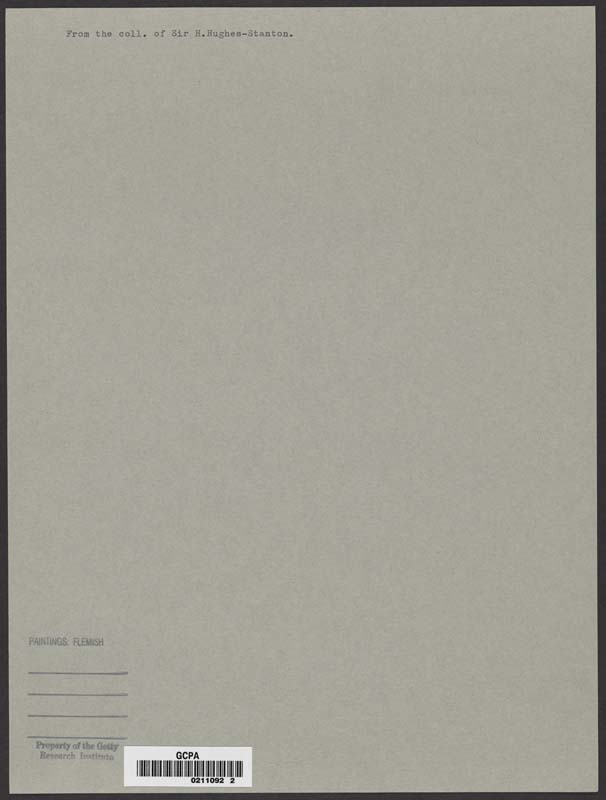 From the coll. of Sir H.Hughes-Stanton.
PAINTINGS: FLEMISH
Property of the Getty
Research Institute
GCPA
0211092 2